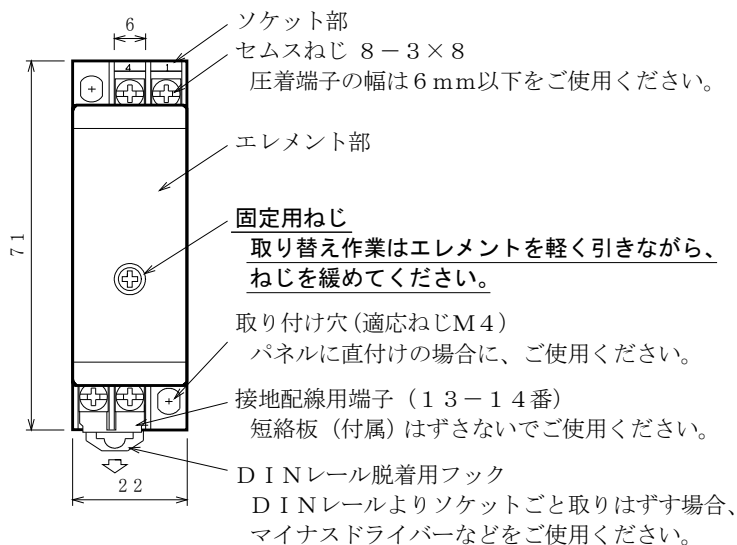 6
ソケット部
セムスねじ ８－３×８
圧着端子の幅は６ｍｍ以下をご使用ください。
4 1
エレメント部
71
固定用ねじ
取り替え作業はエレメントを軽く引きながら、
ねじを緩めてください。
取り付け穴(適応ねじＭ４)
パネルに直付けの場合に、ご使用ください。
接地配線用端子（１３－１４番）
短絡板（付属）はずさないでご使用ください。
ＤＩＮレール脱着用フック
ＤＩＮレールよりソケットごと取りはずす場合、
マイナスドライバーなどをご使用ください。
22